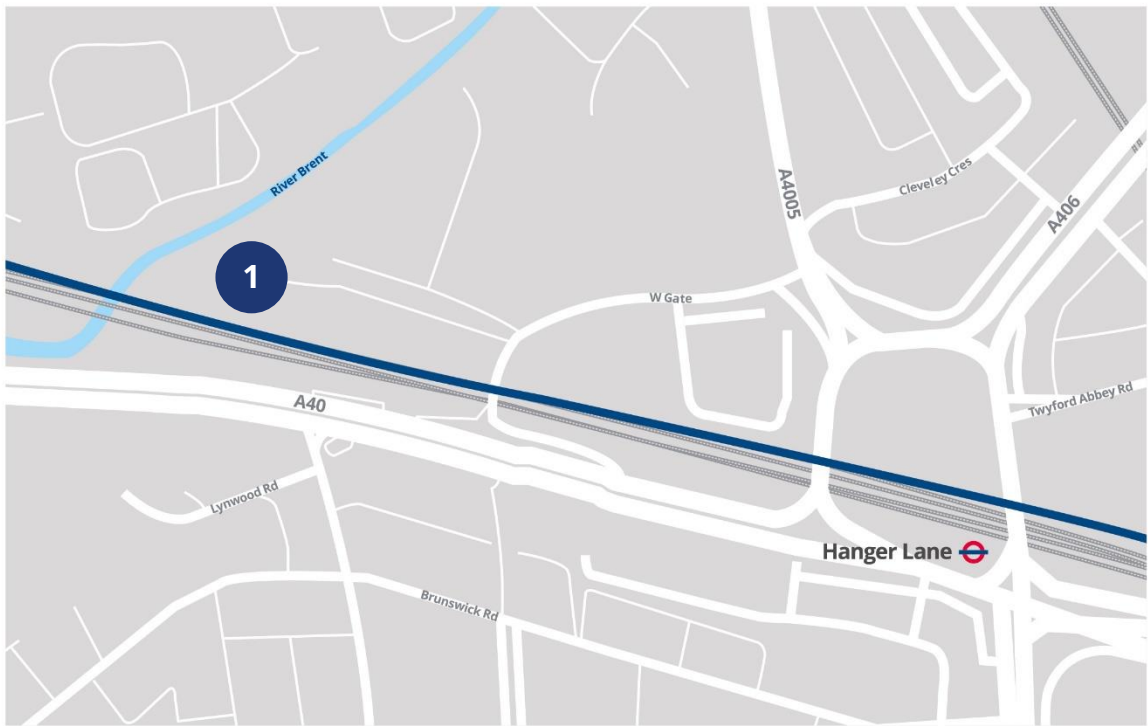 River Brent
1
A4005
Cleveley Cres
A406
W Gate
Twyford Abbey Rd
A40
Lynwood Rd
Hanger Lane
Brunswick Rd